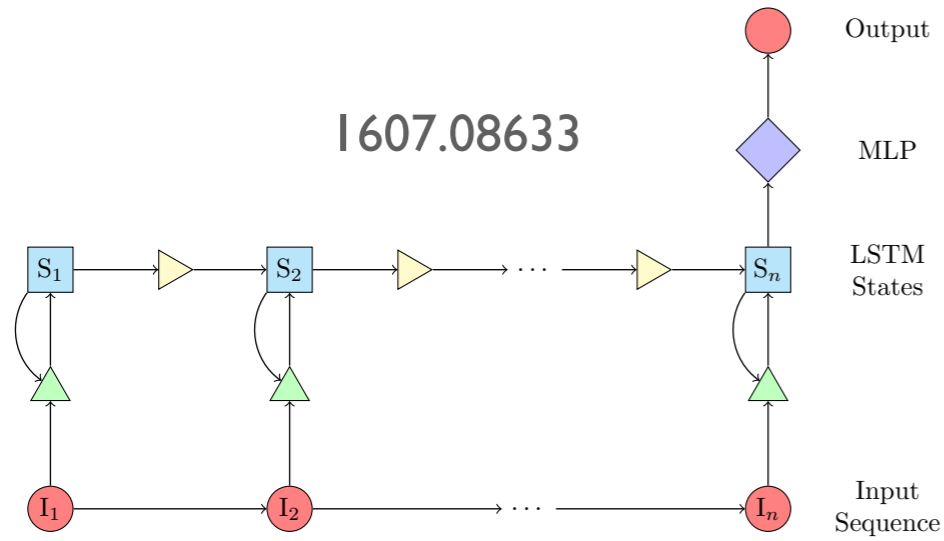 Output
1607.08633
MLP
S₁
S₂
...
Sₙ
LSTM
States
I₁
I₂
...
Iₙ
Input
Sequence